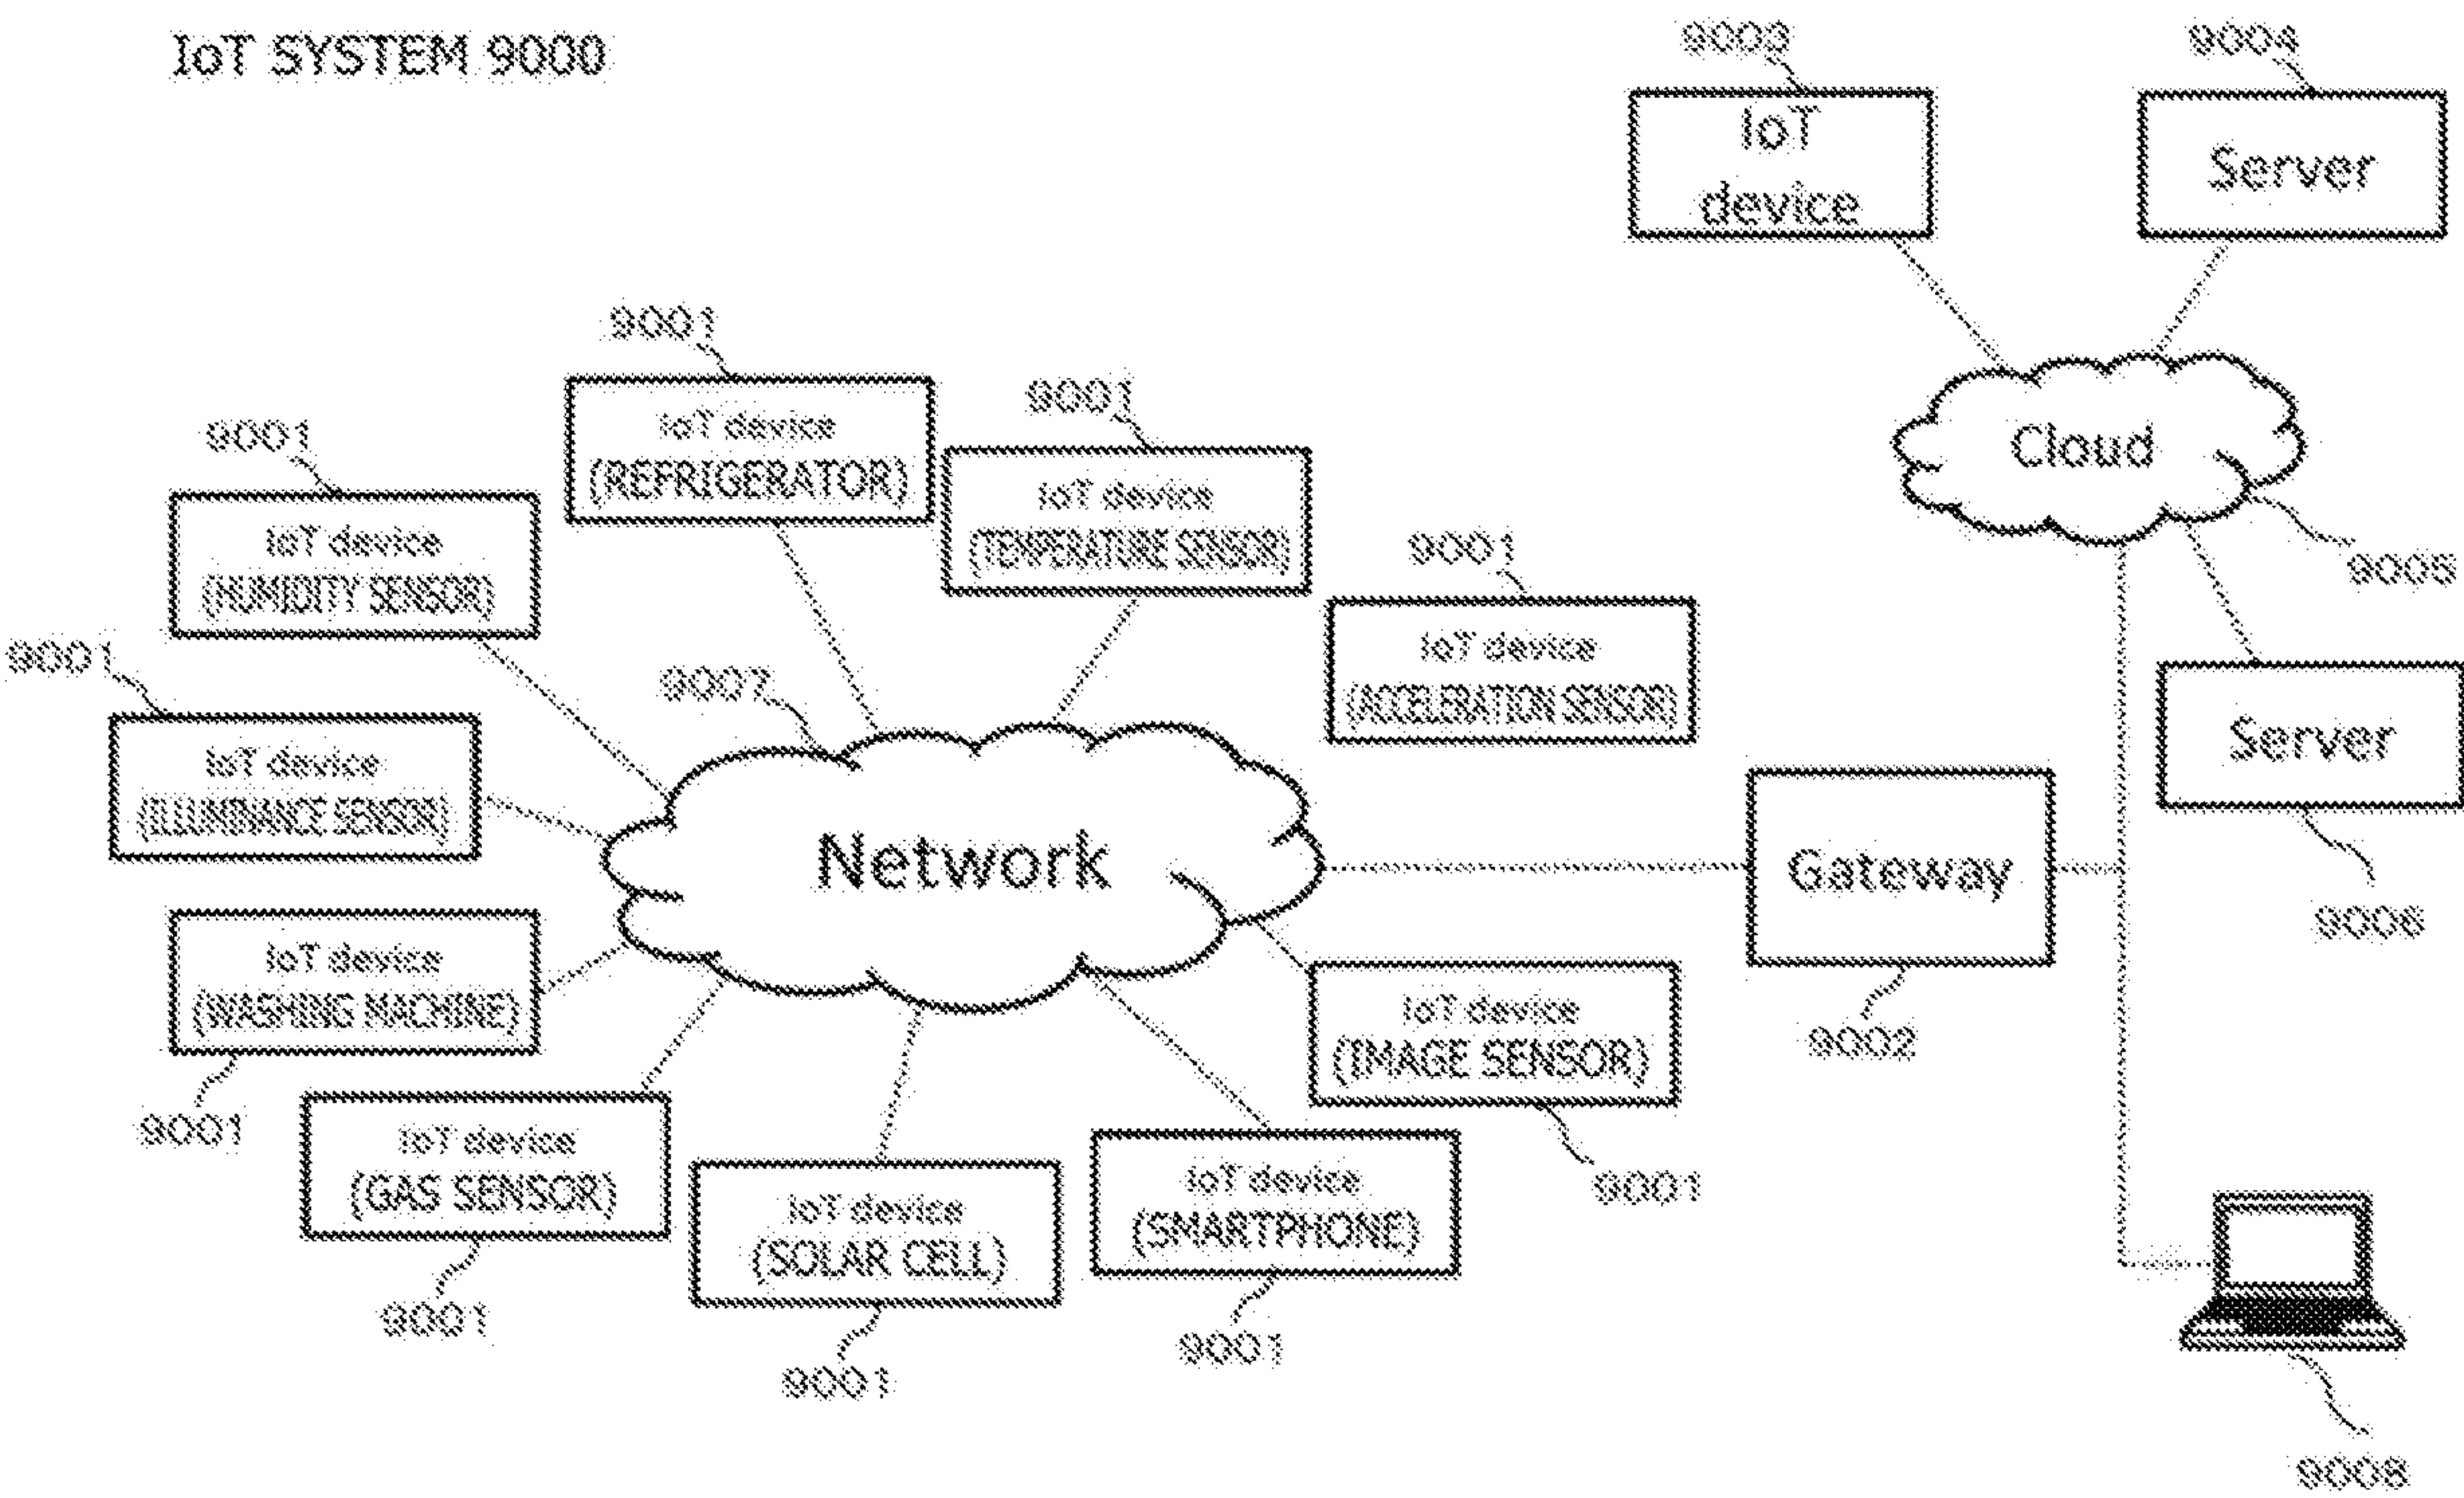 IoT SYSTEM 9000
9003
IoT
device
9004
Server
Cloud
9005
Server
9006
9001
IoT device
(REFRIGERATOR)
9001
IoT device
(TEMPERATURE SENSOR)
9001
IoT device
(HUMIDITY SENSOR)
9001
IoT device
(ACCELERATION SENSOR)
9001
IoT device
(ILLUMINANCE SENSOR)
9007
Network
Gateway
9002
IoT device
(WASHING MACHINE)
9001
IoT device
(IMAGE SENSOR)
9001
IoT device
(GAS SENSOR)
9001
IoT device
(SOLAR CELL)
9001
IoT device
(SMARTPHONE)
9001
9008